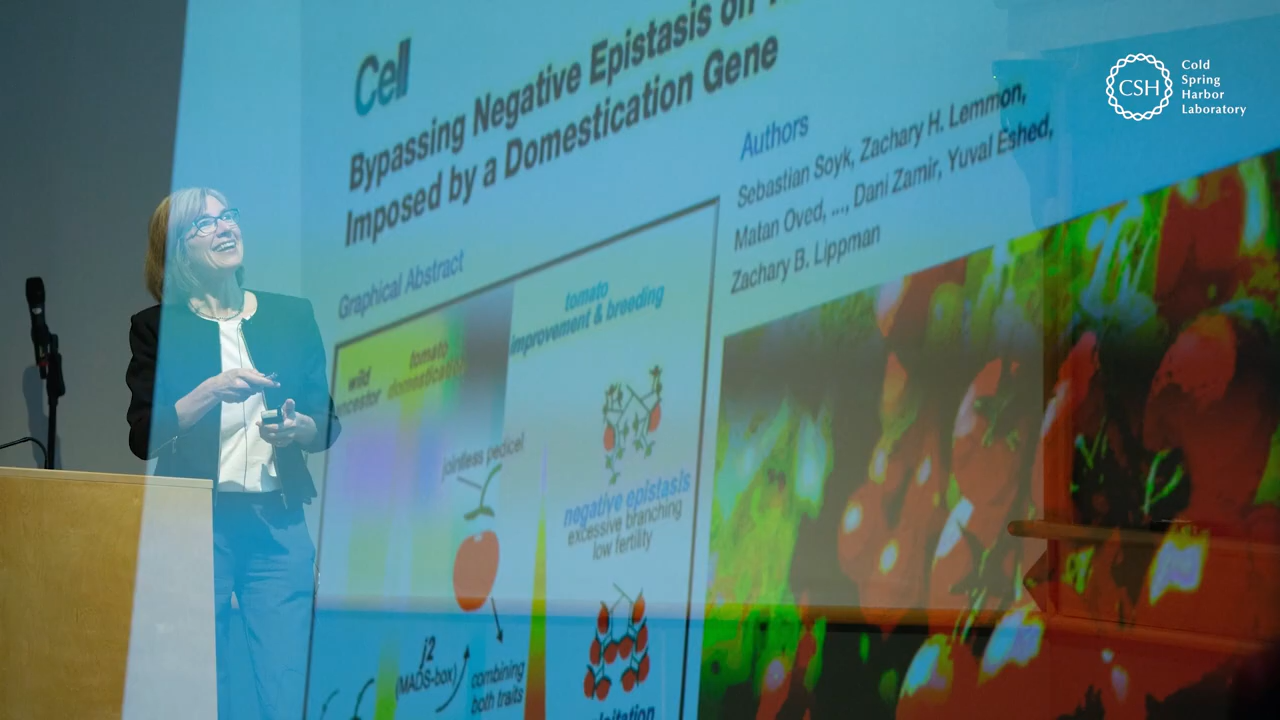 Cell
Bypassing Negative Epistasis on
Imposed by a Domestication Gene
Authors
Sebastian Soyk, Zachary H. Lemmon,
Matan Oved, ..., Dani Zamir, Yuval Eshed,
Zachary B. Lippman
Graphical Abstract
wild
ancestor
tomato
domestication
tomato
improvement & breeding
jointless pedicel
negative epistasis
excessive branching
low fertility
j2
(MADS-box)
combining
both traits
CSH
Cold
Spring
Harbor
Laboratory